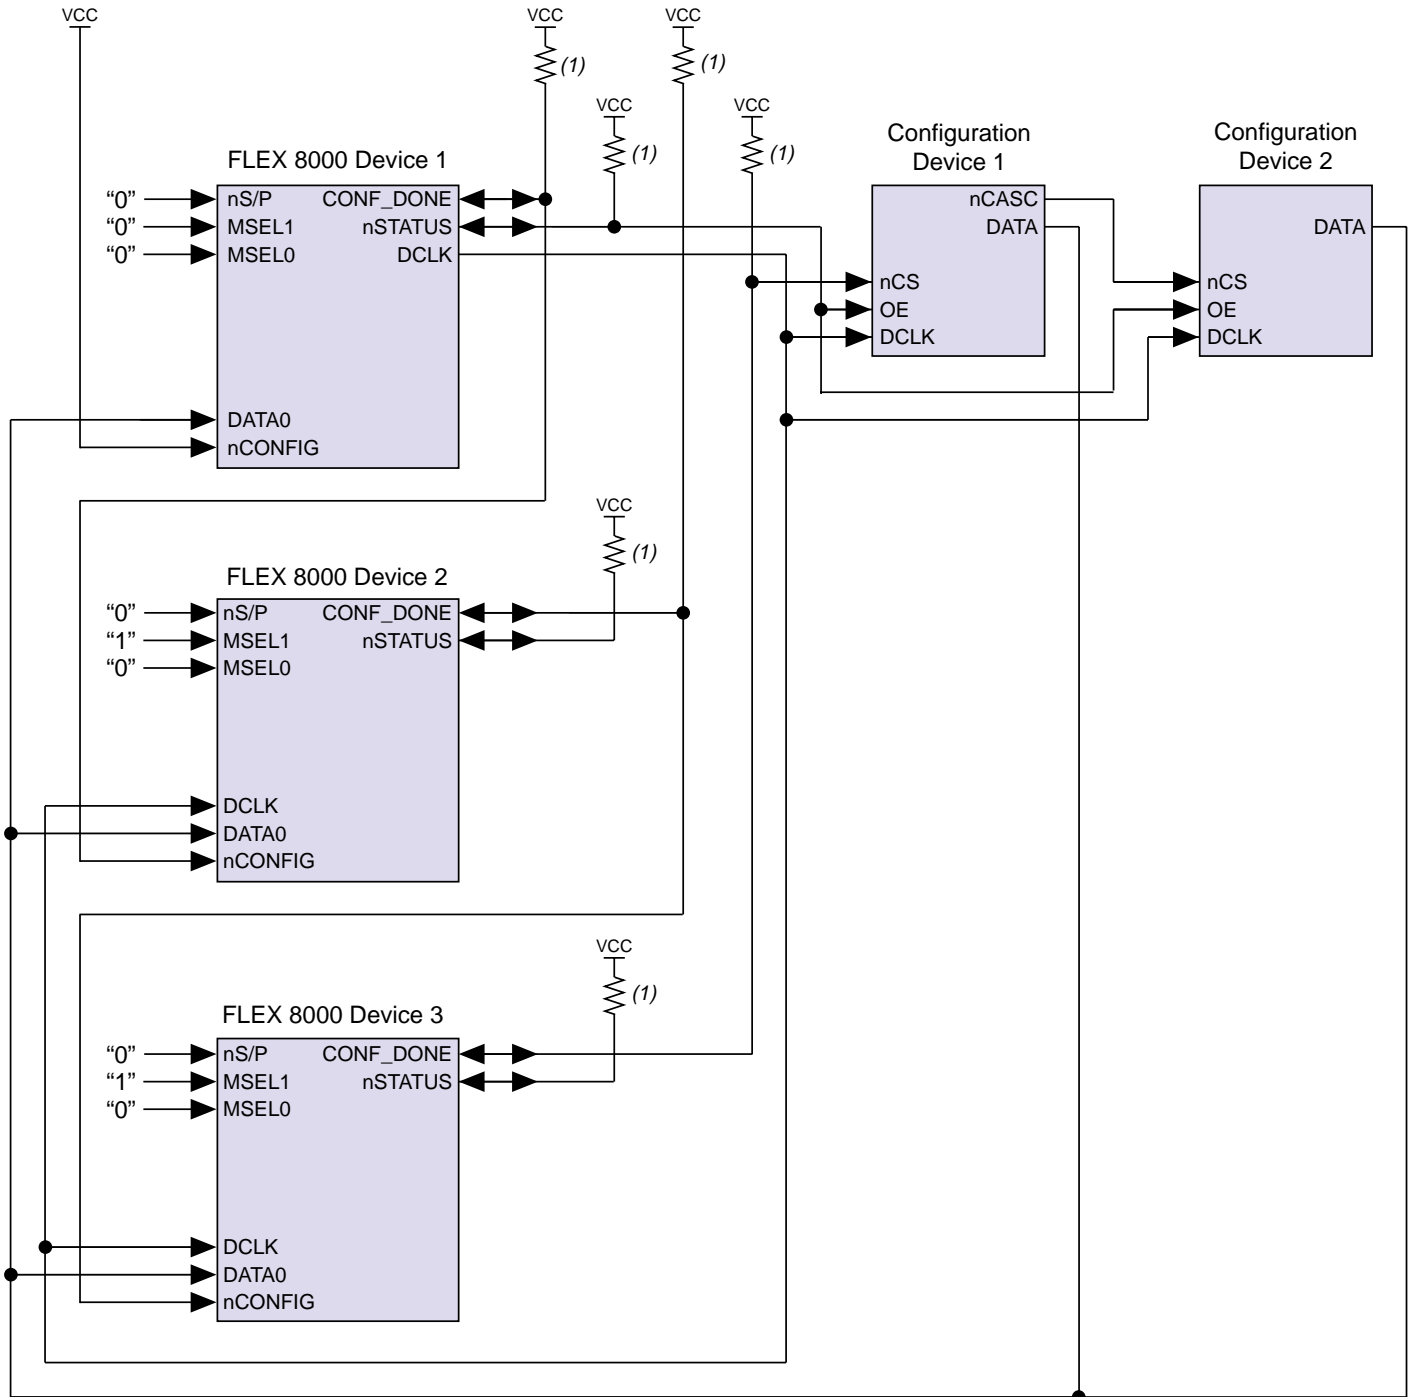 VCC
VCC
VCC
(1)
(1)
VCC
VCC
(1)
(1)
FLEX 8000 Device 1
“0”
nS/P
CONF_DONE
“0”
MSEL1
nSTATUS
“0”
MSEL0
DCLK
DATA0
nCONFIG
Configuration
Device 1
nCASC
DATA
nCS
OE
DCLK
Configuration
Device 2
DATA
nCS
OE
DCLK
VCC
(1)
FLEX 8000 Device 2
“0”
nS/P
CONF_DONE
“1”
MSEL1
nSTATUS
“0”
MSEL0
DCLK
DATA0
nCONFIG
VCC
(1)
FLEX 8000 Device 3
“0”
nS/P
CONF_DONE
“1”
MSEL1
nSTATUS
“0”
MSEL0
DCLK
DATA0
nCONFIG